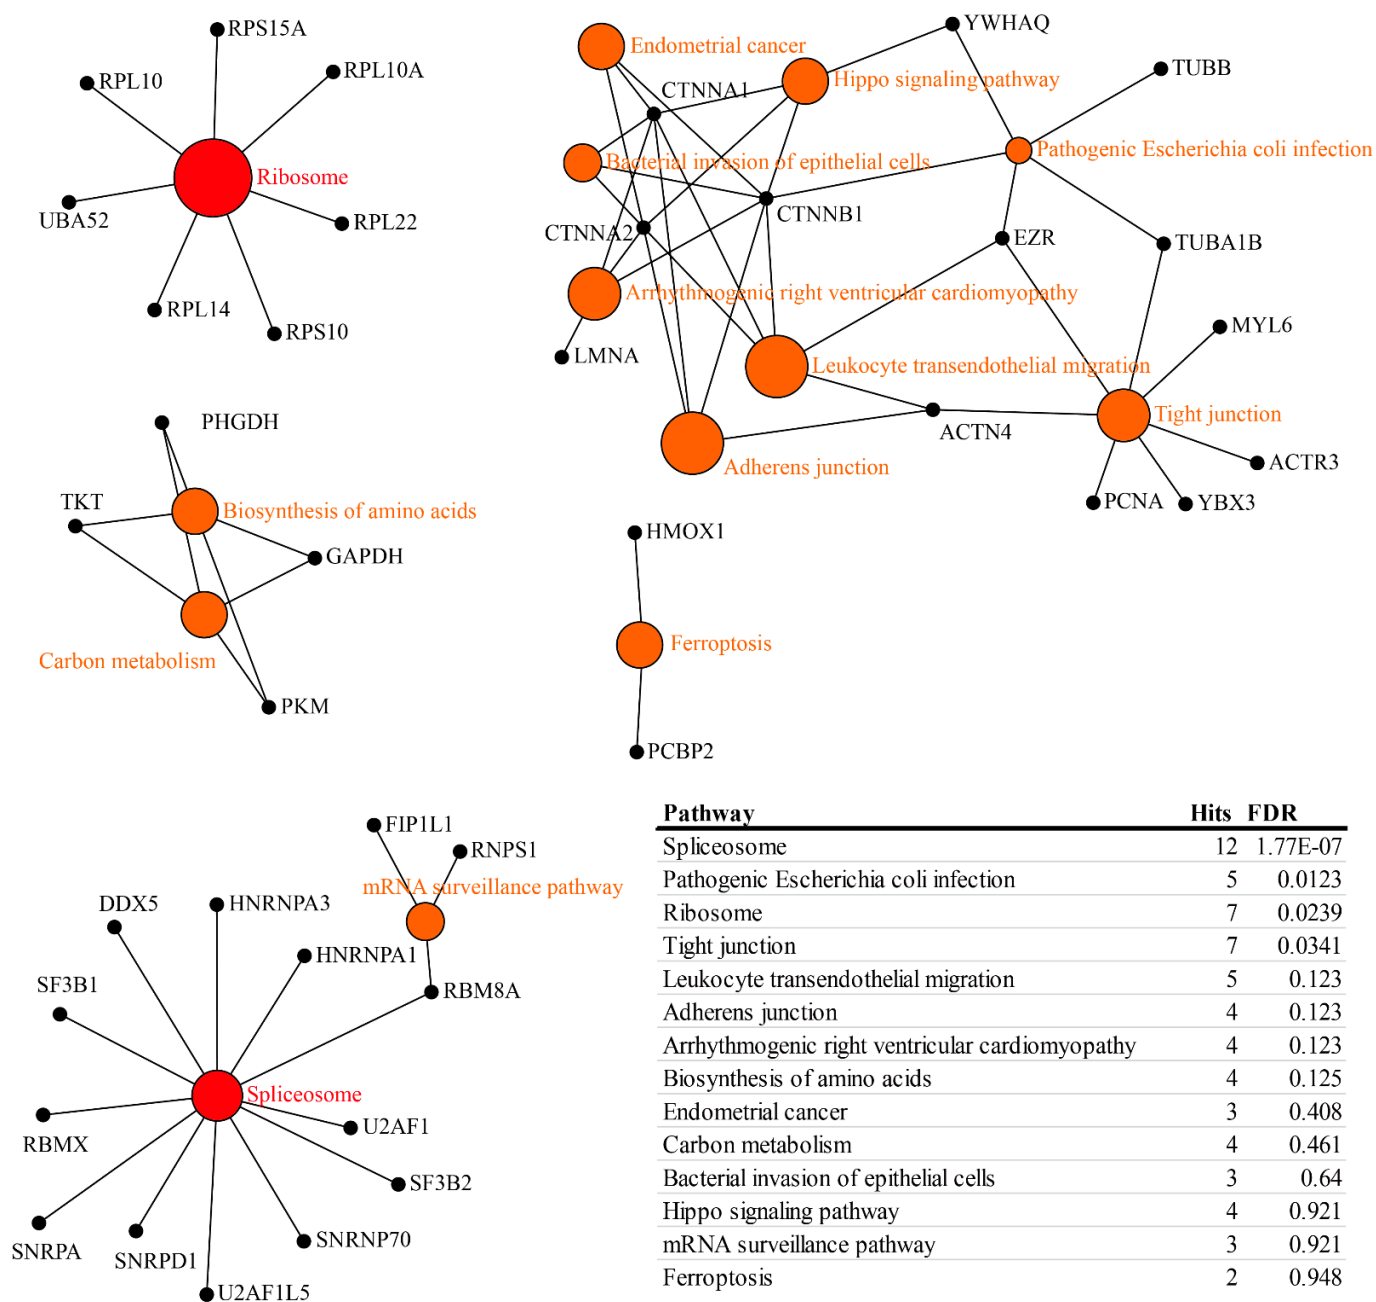 RPS15A
RPL10
RPL10A
Ribosome
UBA52
RPL22
RPL14
RPS10
YWHAQ
Endometrial cancer
TUBB
Hippo signaling pathway
CTNNA1
Pathogenic Escherichia coli infection
Bacterial invasion of epithelial cells
CTNNB1
CTNNA2
EZR
TUBA1B
Arrhythmogenic right ventricular cardiomyopathy
MYL6
LMNA
Leukocyte transendothelial migration
Tight junction
ACTN4
Adherens junction
ACTR3
PCNA
YBX3
PHGDH
TKT
Biosynthesis of amino acids
GAPDH
Carbon metabolism
PKM
HMOX1
Ferroptosis
PCBP2
FIP1L1
RNPS1
mRNA surveillance pathway
DDX5
HNRNPA3
HNRNPA1
SF3B1
RBM8A
Spliceosome
U2AF1
RBMX
SF3B2
SNRPA
SNRPD1
SNRNP70
U2AF1L5
Pathway Hits FDR
Spliceosome 12 1.77E-07
Pathogenic Escherichia coli infection 5 0.0123
Ribosome 7 0.0239
Tight junction 7 0.0341
Leukocyte transendothelial migration 5 0.123
Adherens junction 4 0.123
Arrhythmogenic right ventricular cardiomyopathy 4 0.123
Biosynthesis of amino acids 4 0.125
Endometrial cancer 3 0.408
Carbon metabolism 4 0.461
Bacterial invasion of epithelial cells 3 0.64
Hippo signaling pathway 4 0.921
mRNA surveillance pathway 3 0.921
Ferroptosis 2 0.948